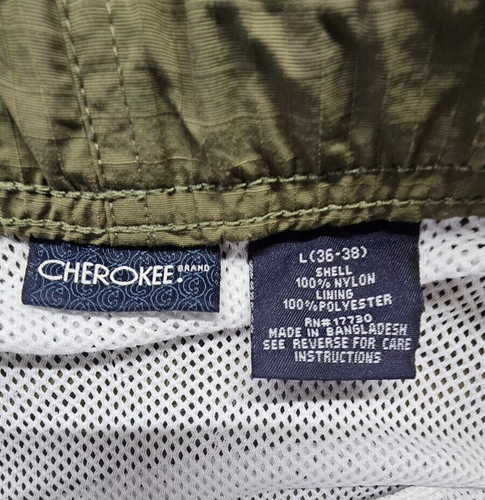 CHEROKEE. BRAND
L(36-38)
SHELL
100% NYLON
LINING
100% POLYESTER
RN#17730
MADE IN BANGLADESH
SEE REVERSE FOR CARE
INSTRUCTIONS